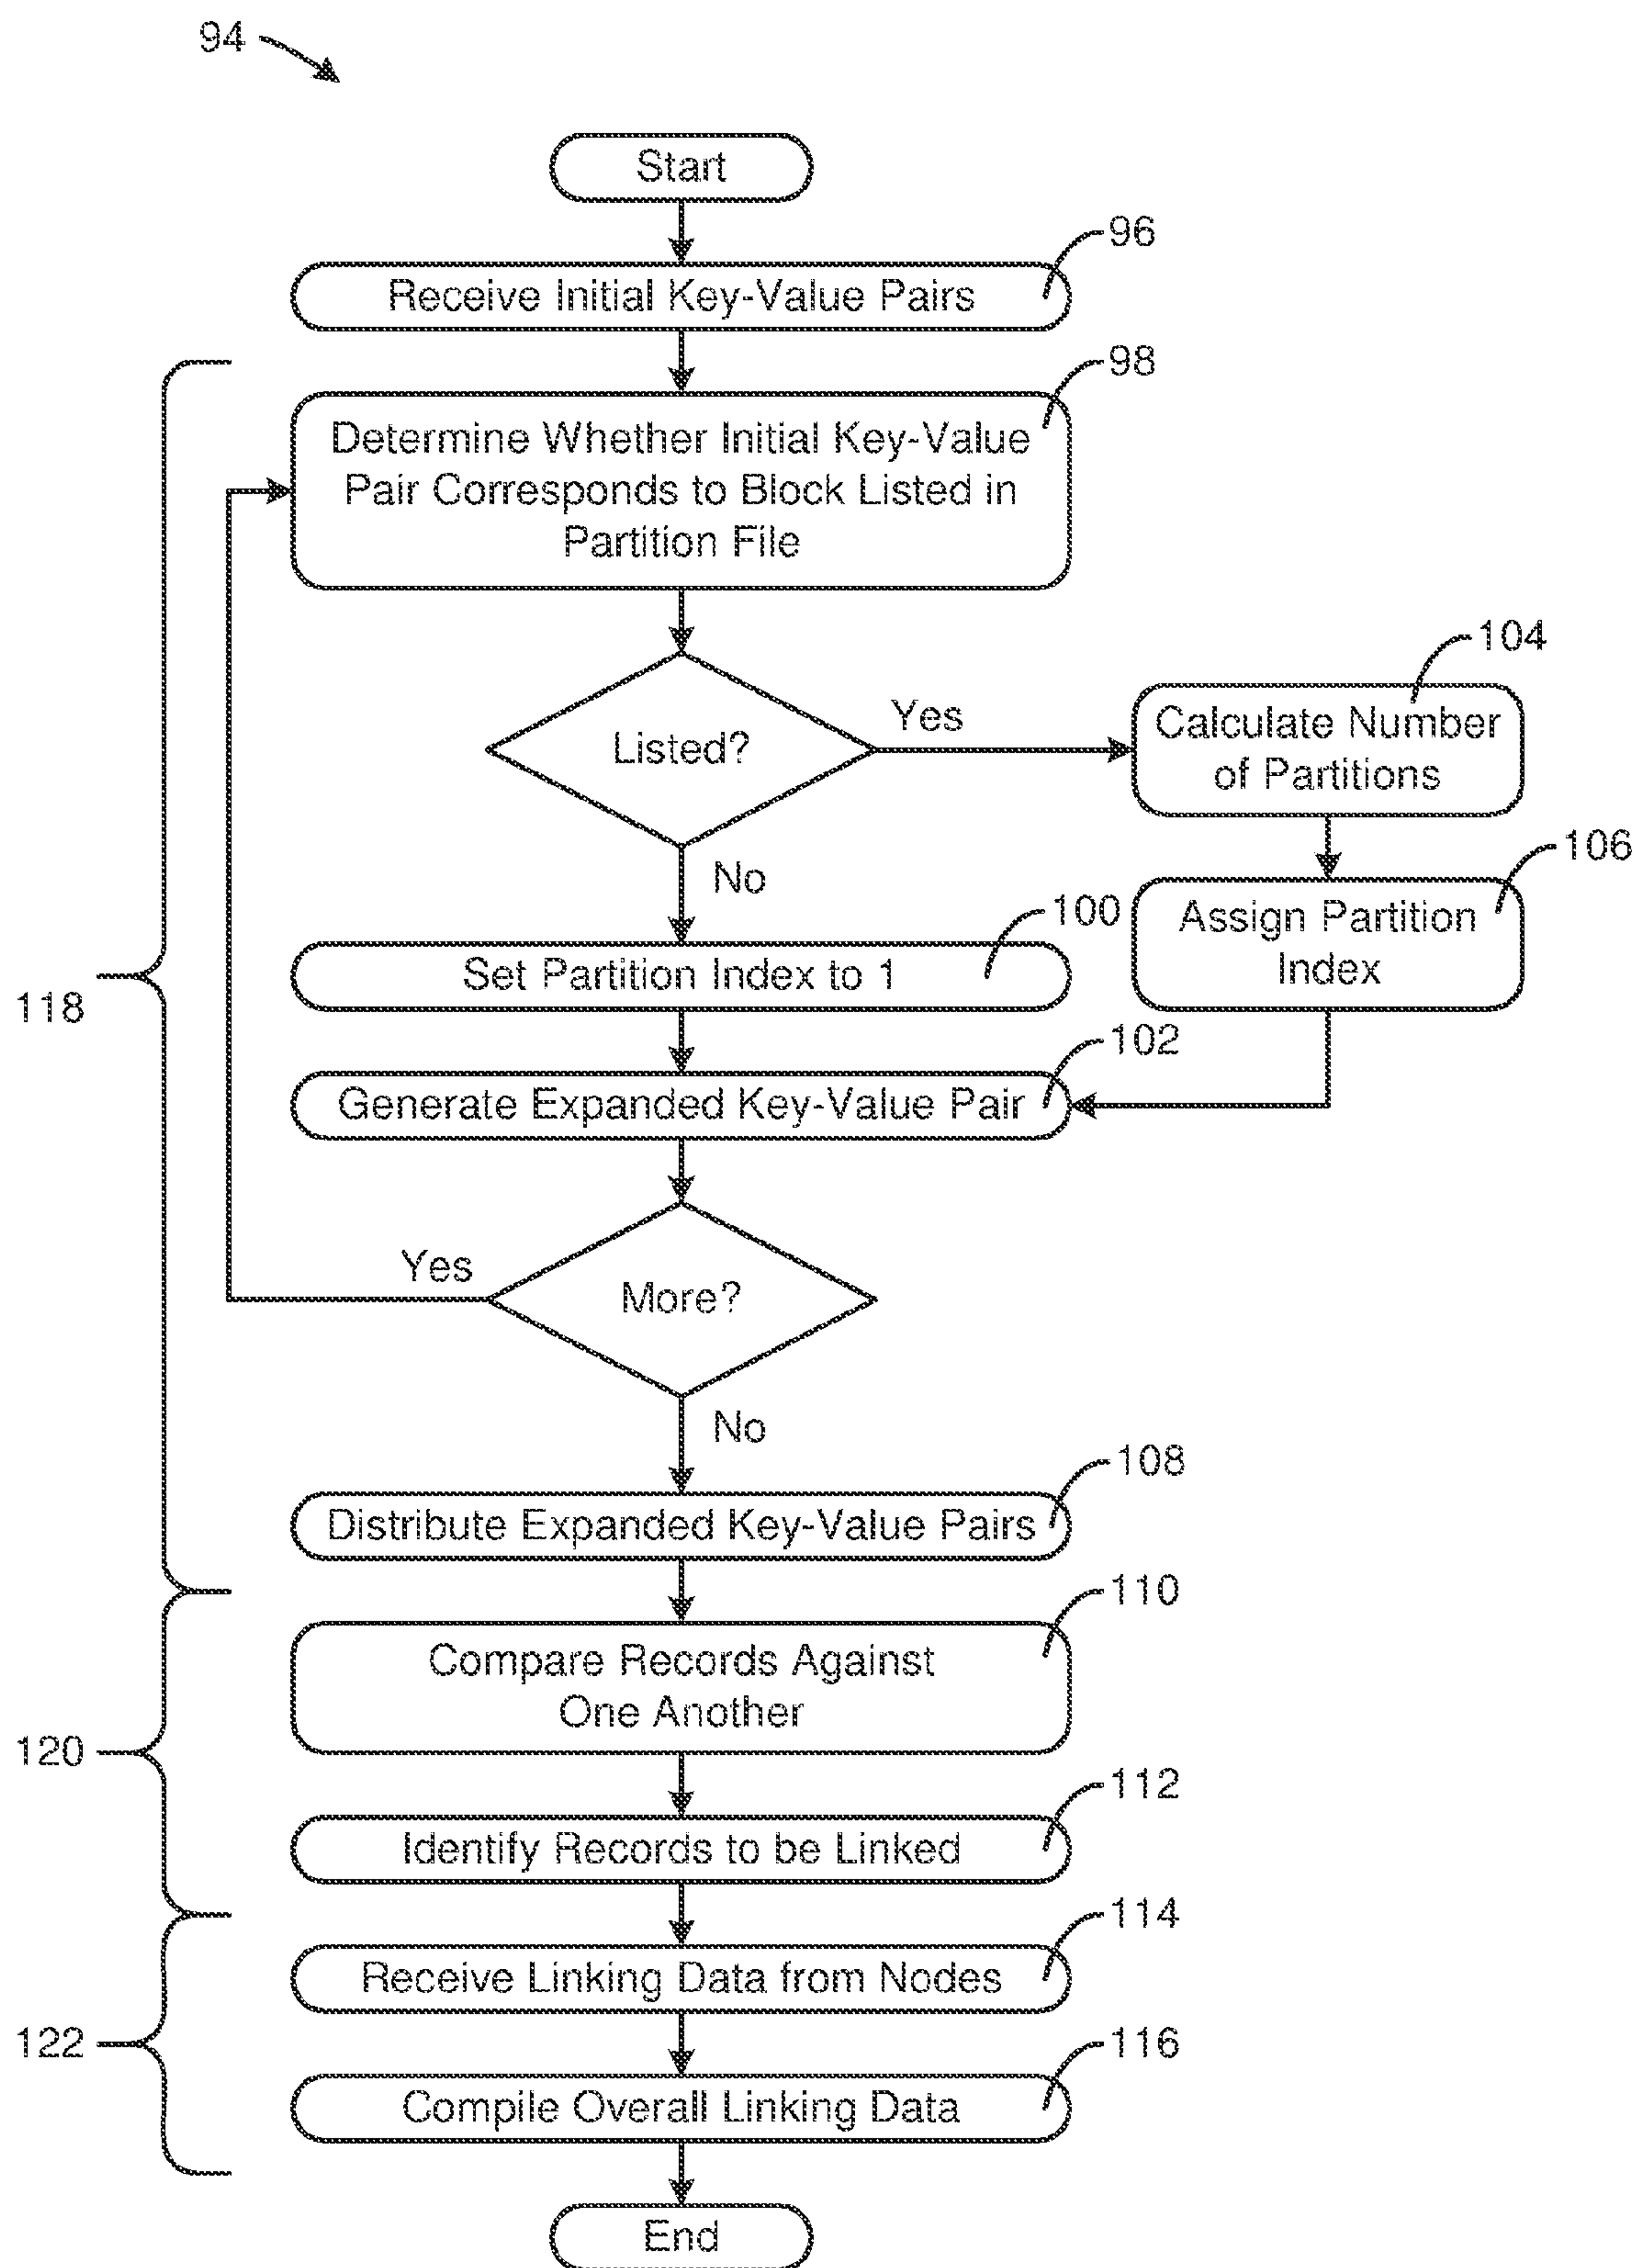 94
Start
96
Receive Initial Key-Value Pairs
98
Determine Whether Initial Key-Value
Pair Corresponds to Block Listed in
Partition File
104
Listed?
Yes
Calculate Number
of Partitions
No
106
Assign Partition
Index
100
Set Partition Index to 1
118
102
Generate Expanded Key-Value Pair
Yes
More?
No
108
Distribute Expanded Key-Value Pairs
110
Compare Records Against
One Another
120
112
Identify Records to be Linked
114
Receive Linking Data from Nodes
122
116
Compile Overall Linking Data
End